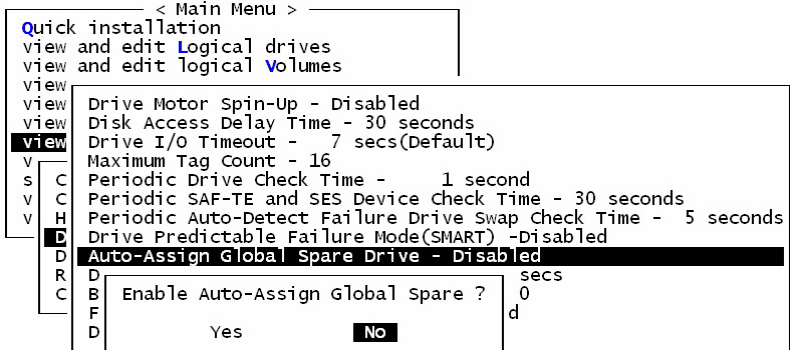 < Main Menu >
Quick installation
view and edit Logical drives
view and edit logical Volumes
view
view Drive Motor Spin-Up - Disabled
view Disk Access Delay Time - 30 seconds
view Drive I/O Timeout - 7 secs(Default)
v Maximum Tag Count - 16
s C Periodic Drive Check Time - 1 second
v C Periodic SAF-TE and SES Device Check Time - 30 seconds
v H Periodic Auto-Detect Failure Drive Swap Check Time - 5 seconds
D Drive Predictable Failure Mode(SMART) -Disabled
D Auto-Assign Global Spare Drive - Disabled
R D secs
C B Enable Auto-Assign Global Spare ? 0
F d
D Yes No